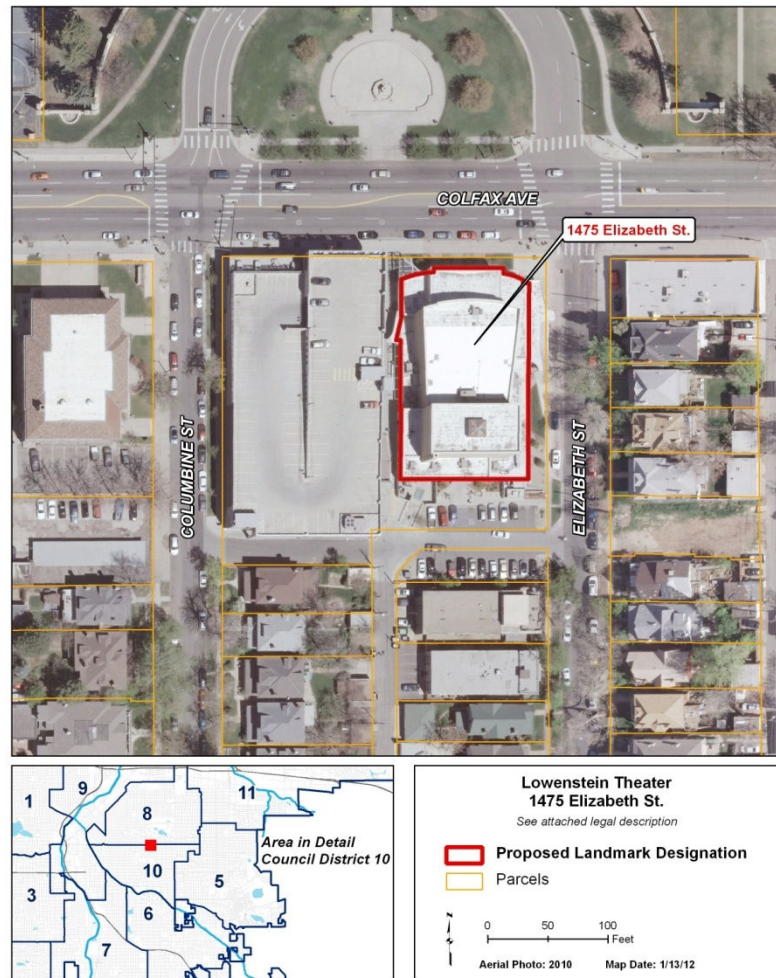 COLFAX AVE
1475 Elizabeth St.
COLUMBINE ST
ELIZABETH ST
1
9
8
11
Area in Detail
Council District 10
10
5
3
6
7
Lowenstein Theater
1475 Elizabeth St.
See attached legal description
Proposed Landmark Designation
Parcels
N
0 50 100
Feet
Aerial Photo: 2010 Map Date: 1/13/12